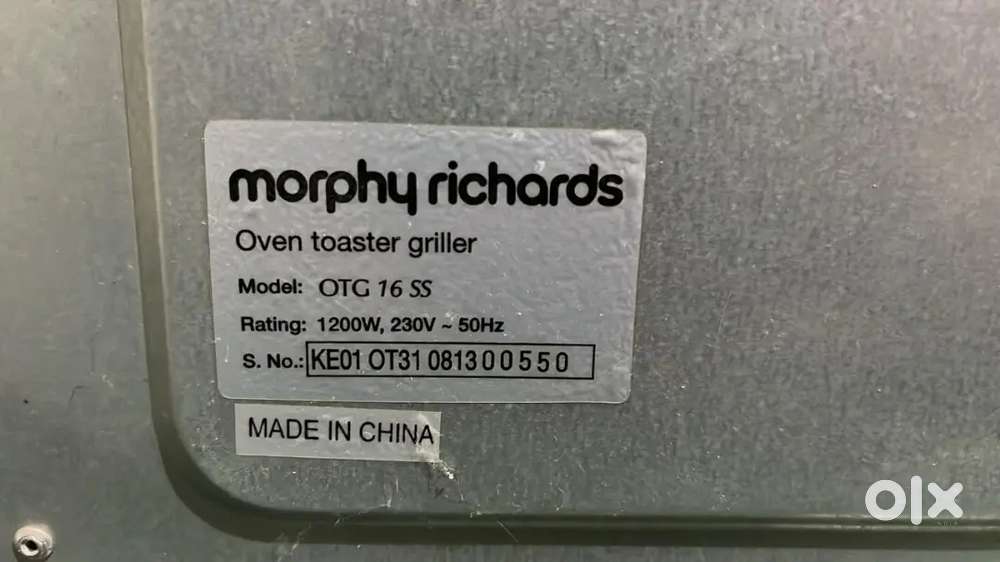 morphy richards
Oven toaster griller
Model: OTG 16 SS
Rating: 1200W, 230V ~ 50Hz
S. No.: KE01 OT31 081300550
MADE IN CHINA
olx